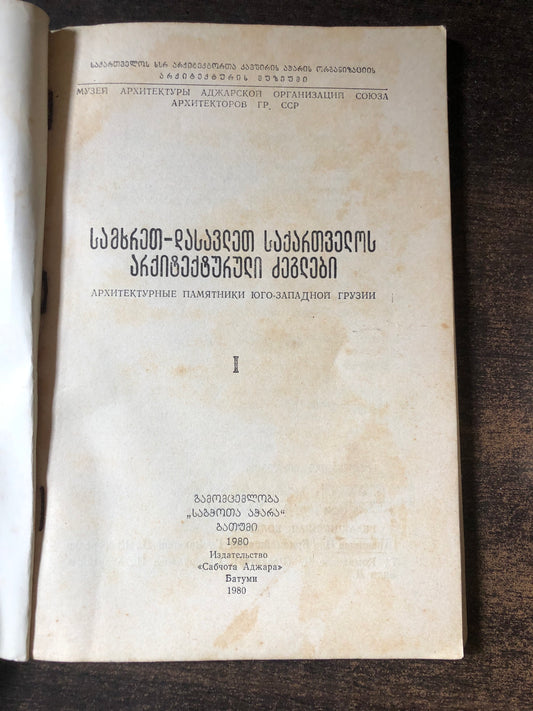 საქართველოს სსრ არქიტექტორთა კავშირის აჭარის ორგანიზაციის
არქიტექტურის მუზეუმი
МУЗЕЙ АРХИТЕКТУРЫ АДЖАРСКОЙ ОРГАНИЗАЦИЙ СОЮЗА
АРХИТЕКТОРОВ ГР. ССР
სამხრეთ-დასავლეთ საქართველოს
არქიტექტურული ძეგლები
АРХИТЕКТУРНЫЕ ПАМЯТНИКИ ЮГО-ЗАПАДНОЙ ГРУЗИИ
I
გამომცემლობა
„საბჭოთა აჭარა“
ბათუმი
1980
Издательство
«Сабчота Аджара»
Батуми
1980